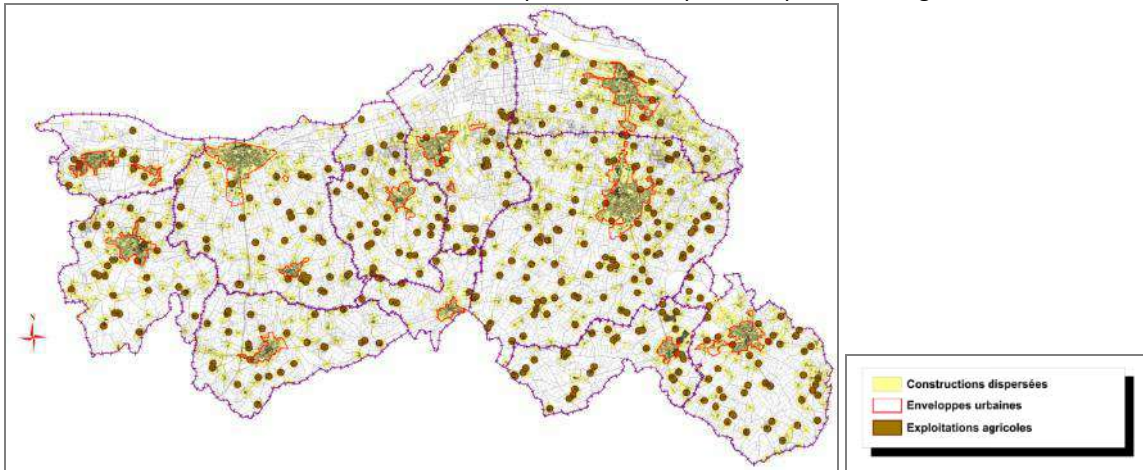 N
Constructions dispersées
Enveloppes urbaines
Exploitations agricoles